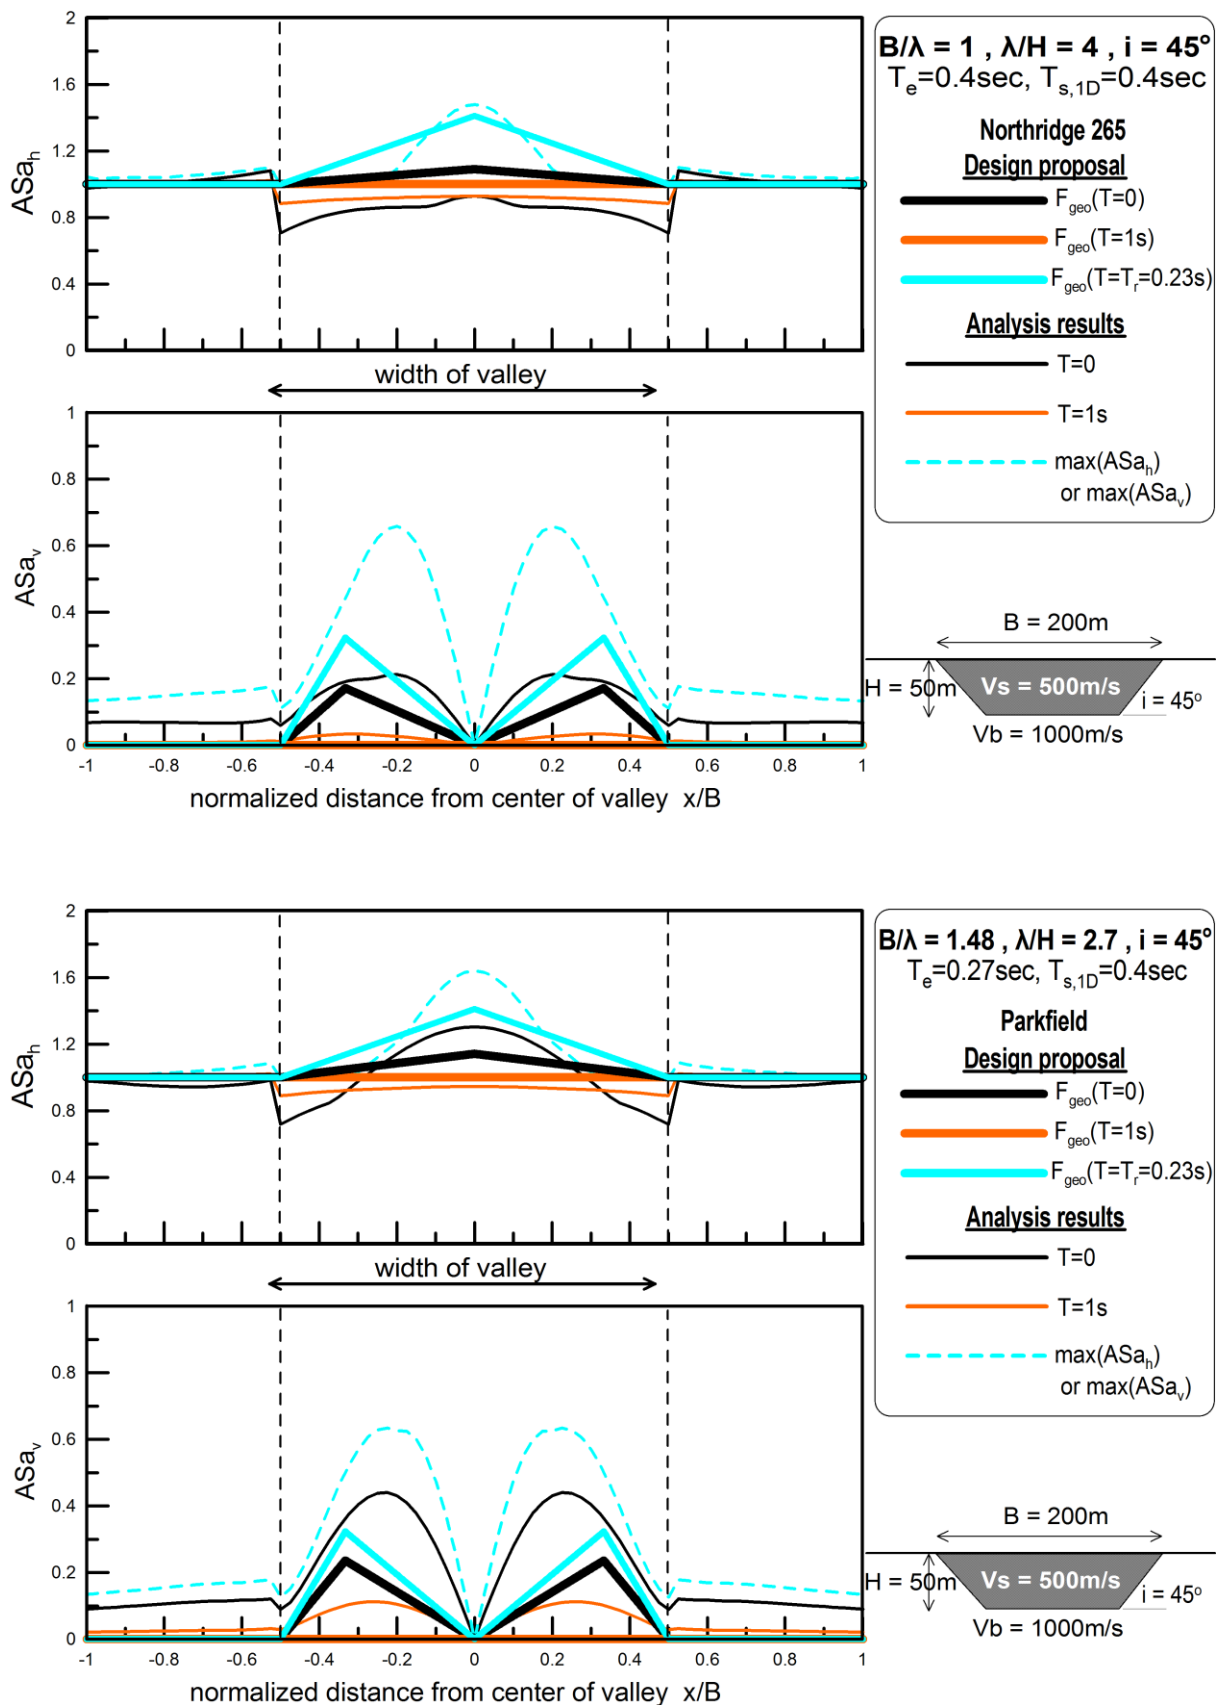 2
1.6
1.2
0.8
0.4
0
ASa_h
B/λ = 1 , λ/H = 4 , i = 45°
T_e=0.4sec, T_s,1D=0.4sec
Northridge 265
Design proposal
F_geo(T=0)
F_geo(T=1s)
F_geo(T=T_r=0.23s)
Analysis results
T=0
T=1s
max(ASa_h)
or max(ASa_v)
width of valley
1
0.8
0.6
0.4
0.2
0
ASa_v
-1 -0.8 -0.6 -0.4 -0.2 0 0.2 0.4 0.6 0.8 1
normalized distance from center of valley x/B
B = 200m
H = 50m
Vs = 500m/s
i = 45°
Vb = 1000m/s
2
1.6
1.2
0.8
0.4
0
ASa_h
B/λ = 1.48 , λ/H = 2.7 , i = 45°
T_e=0.27sec, T_s,1D=0.4sec
Parkfield
Design proposal
F_geo(T=0)
F_geo(T=1s)
F_geo(T=T_r=0.23s)
Analysis results
T=0
T=1s
max(ASa_h)
or max(ASa_v)
width of valley
1
0.8
0.6
0.4
0.2
0
ASa_v
-1 -0.8 -0.6 -0.4 -0.2 0 0.2 0.4 0.6 0.8 1
normalized distance from center of valley x/B
B = 200m
H = 50m
Vs = 500m/s
i = 45°
Vb = 1000m/s